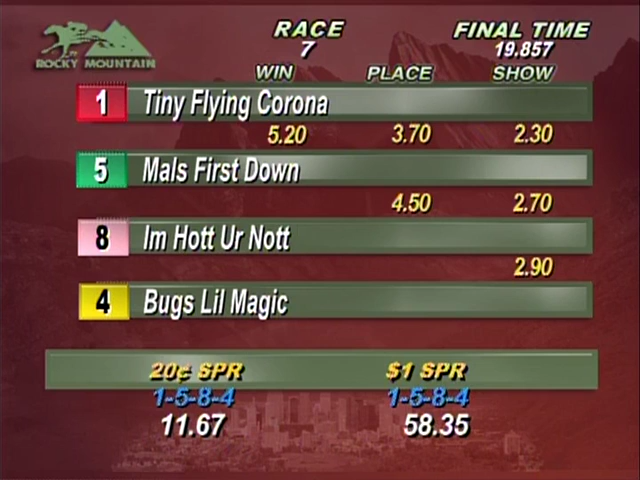 ROCKY MOUNTAIN
RACE
7
FINAL TIME
19.857
WIN PLACE SHOW
1 Tiny Flying Corona
5.20 3.70 2.30
5 Mals First Down
4.50 2.70
8 Im Hott Ur Nott
2.90
4 Bugs Lil Magic
20¢ SPR $1 SPR
1-5-8-4 1-5-8-4
11.67 58.35